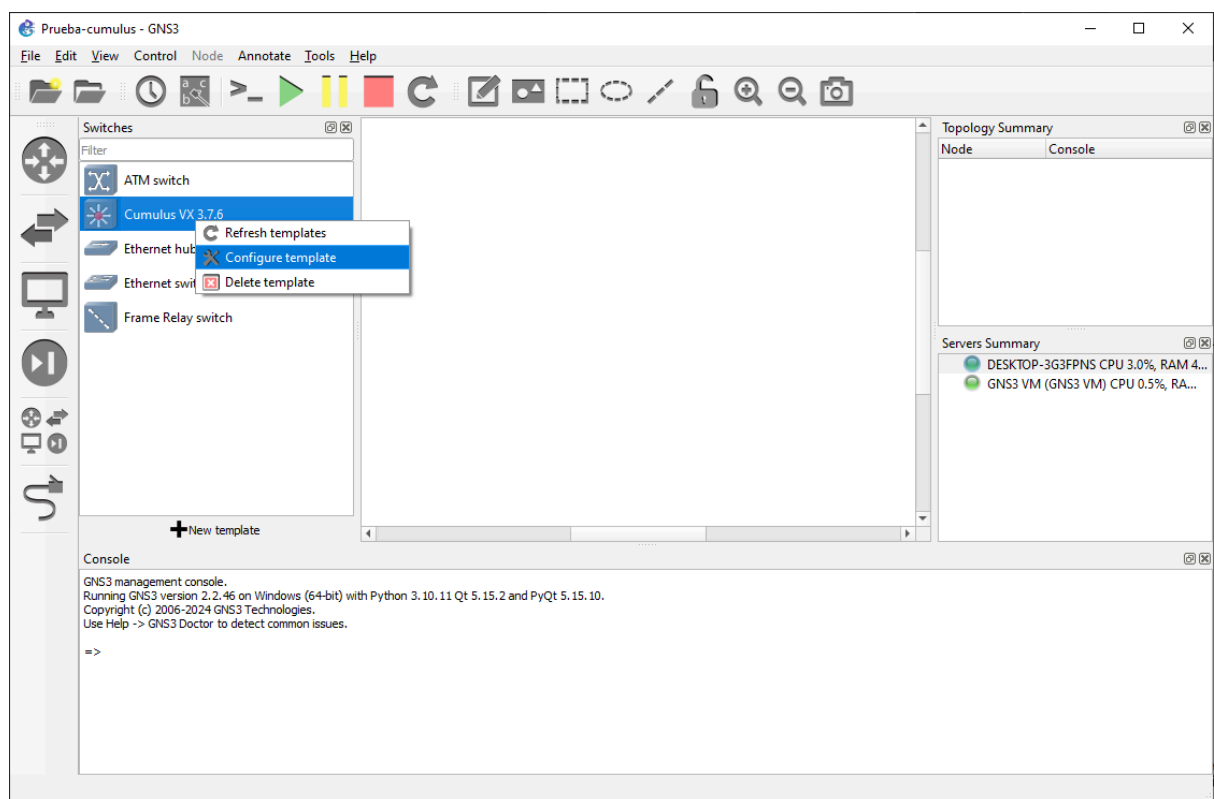 Prueba-cumulus - GNS3
File Edit View Control Node Annotate Tools Help
Switches
Filter
ATM switch
Cumulus VX 3.7.6
Refresh templates
Ethernet hub
Configure template
Ethernet swit
Delete template
Frame Relay switch
New template
Topology Summary
Node Console
Servers Summary
DESKTOP-3G3FPNS CPU 3.0%, RAM 4...
GNS3 VM (GNS3 VM) CPU 0.5%, RA...
Console
GNS3 management console.
Running GNS3 version 2.2.46 on Windows (64-bit) with Python 3.10.11 Qt 5.15.2 and PyQt 5.15.10.
Copyright (c) 2006-2024 GNS3 Technologies.
Use Help -> GNS3 Doctor to detect common issues.
=>